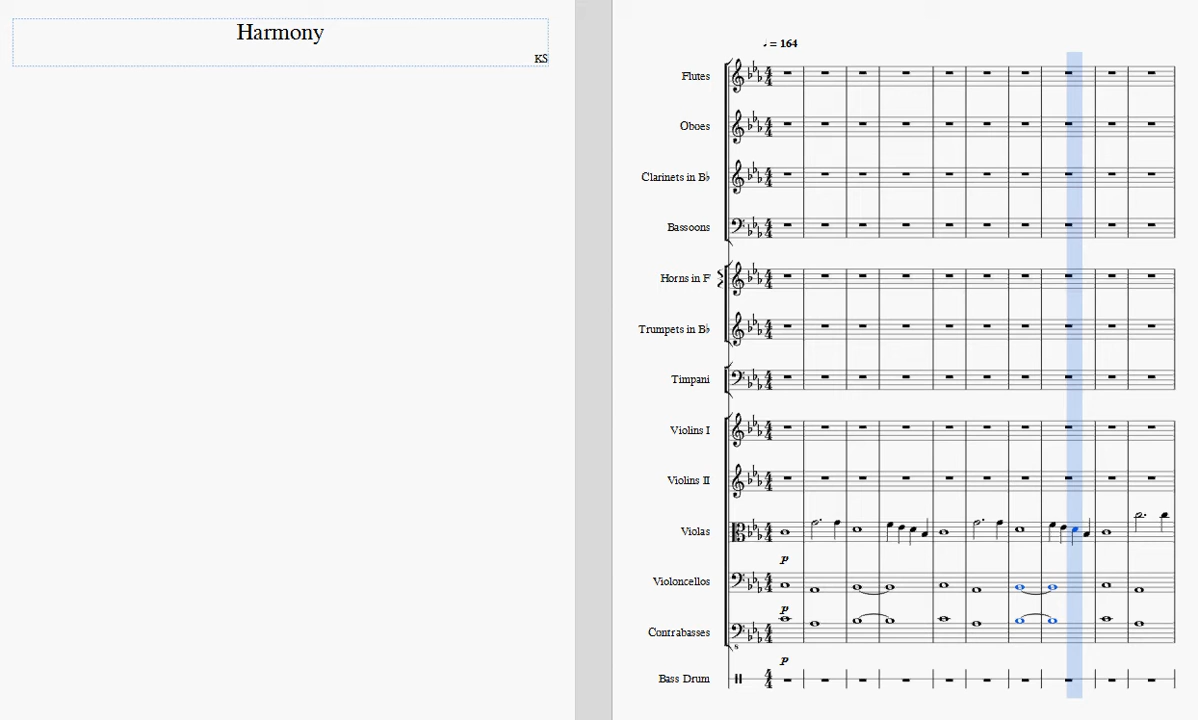 Harmony
KS
♩ = 164
Flutes
Oboes
Clarinets in B♭
Bassoons
Horns in F
Trumpets in B♭
Timpani
Violins I
Violins II
Violas
p
Violoncellos
p
Contrabasses
p
Bass Drum